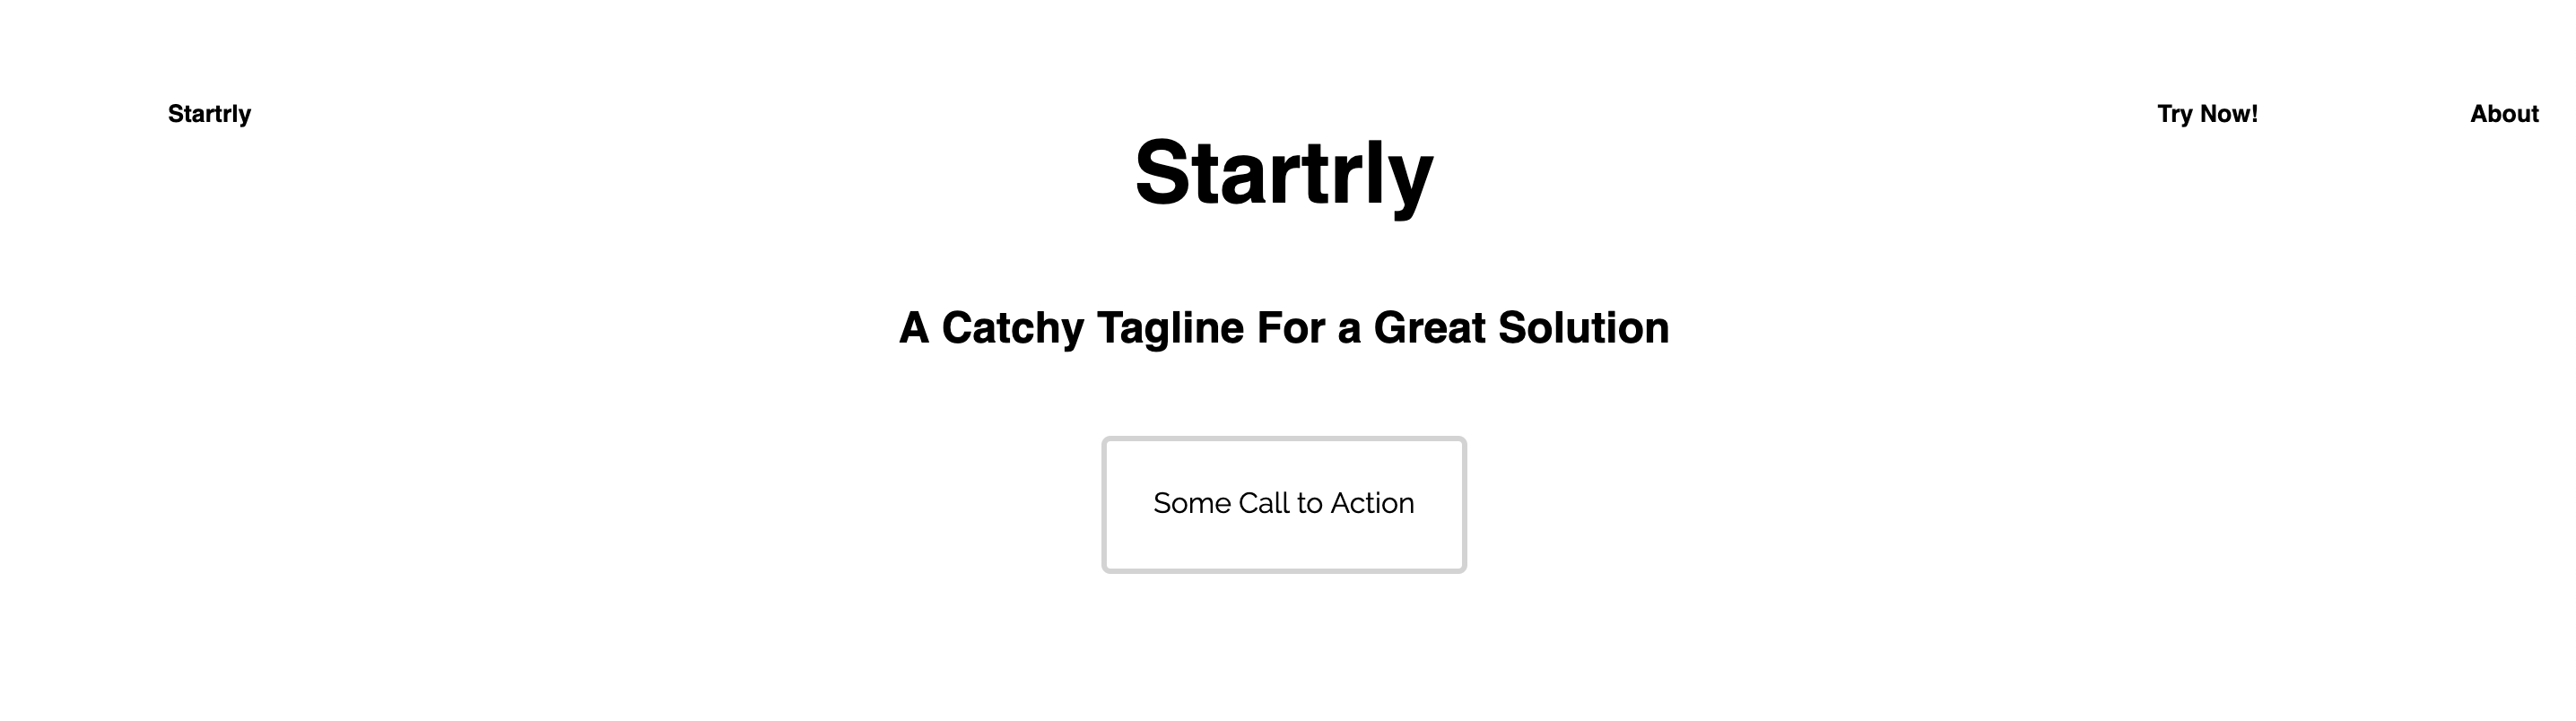 Startrly
Try Now!
About
Startrly
A Catchy Tagline For a Great Solution
Some Call to Action